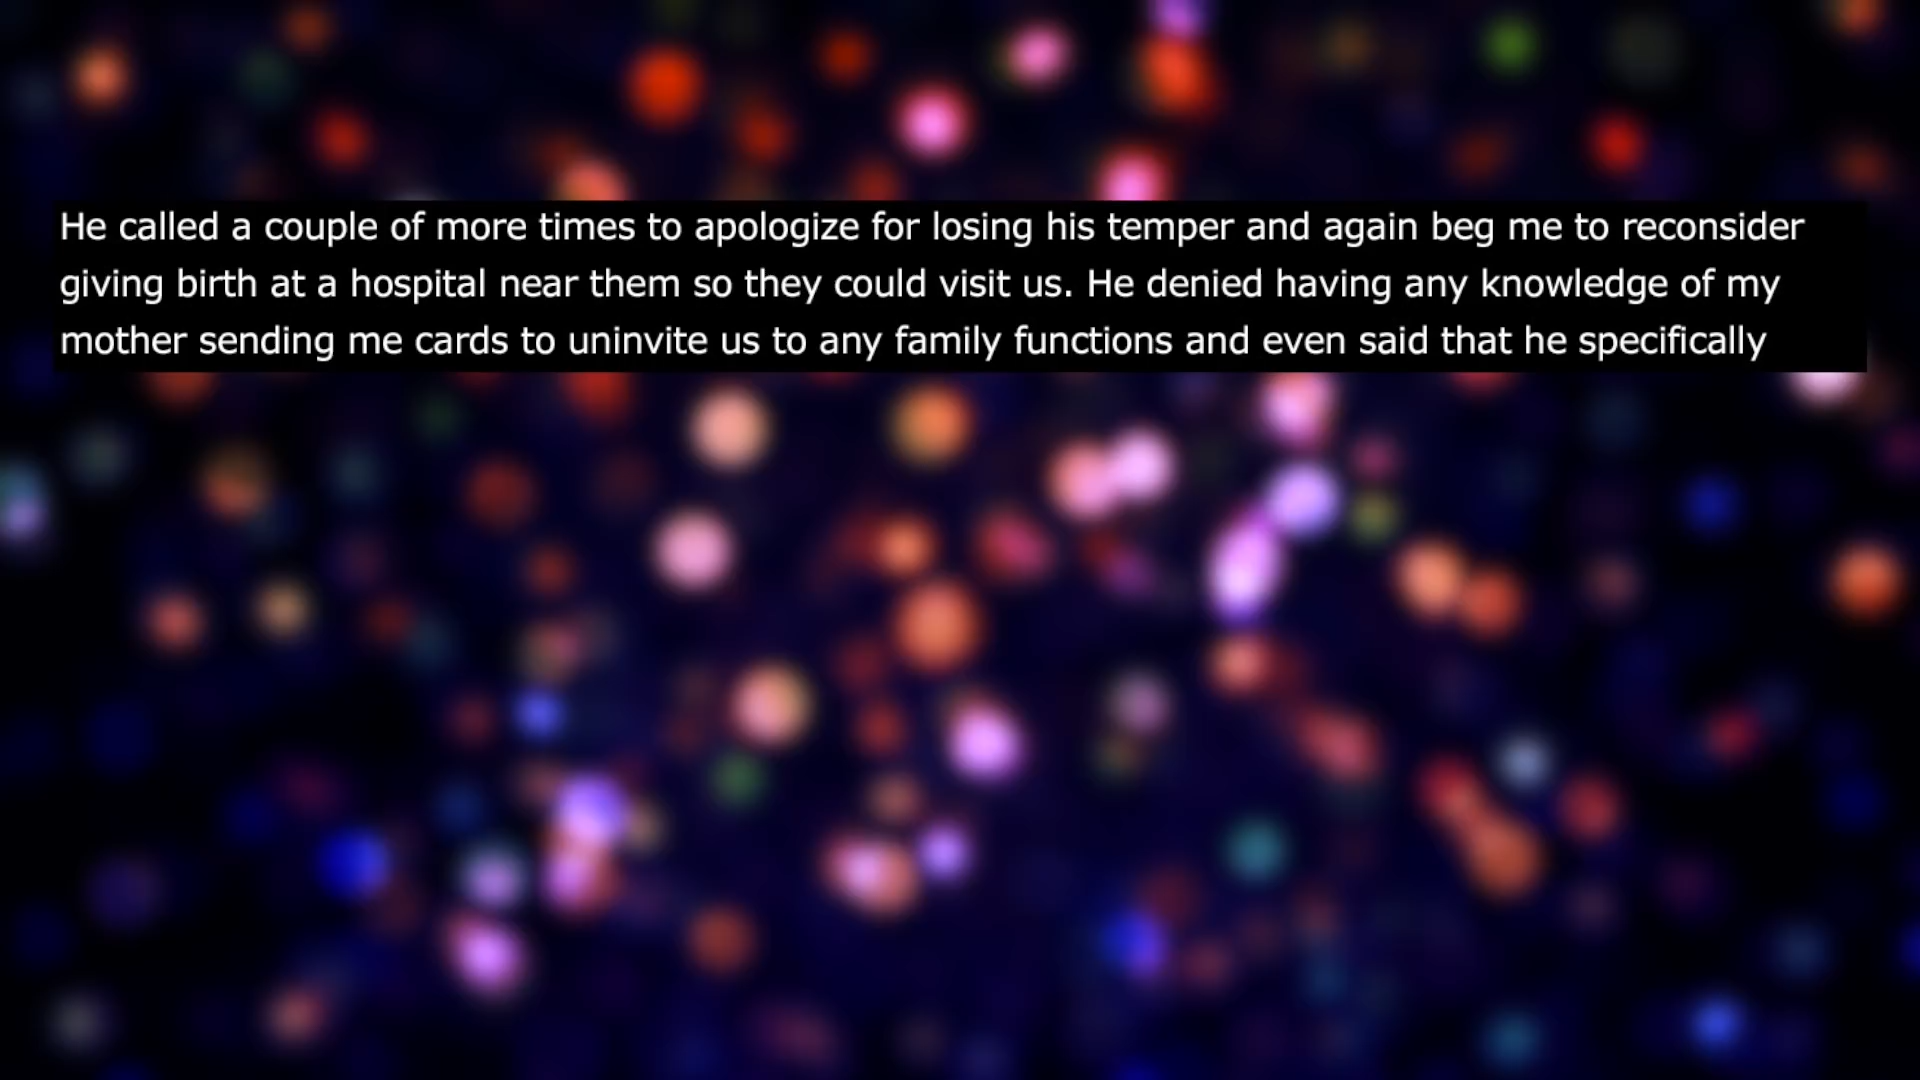 He called a couple of more times to apologize for losing his temper and again beg me to reconsider
giving birth at a hospital near them so they could visit us. He denied having any knowledge of my
mother sending me cards to uninvite us to any family functions and even said that he specifically